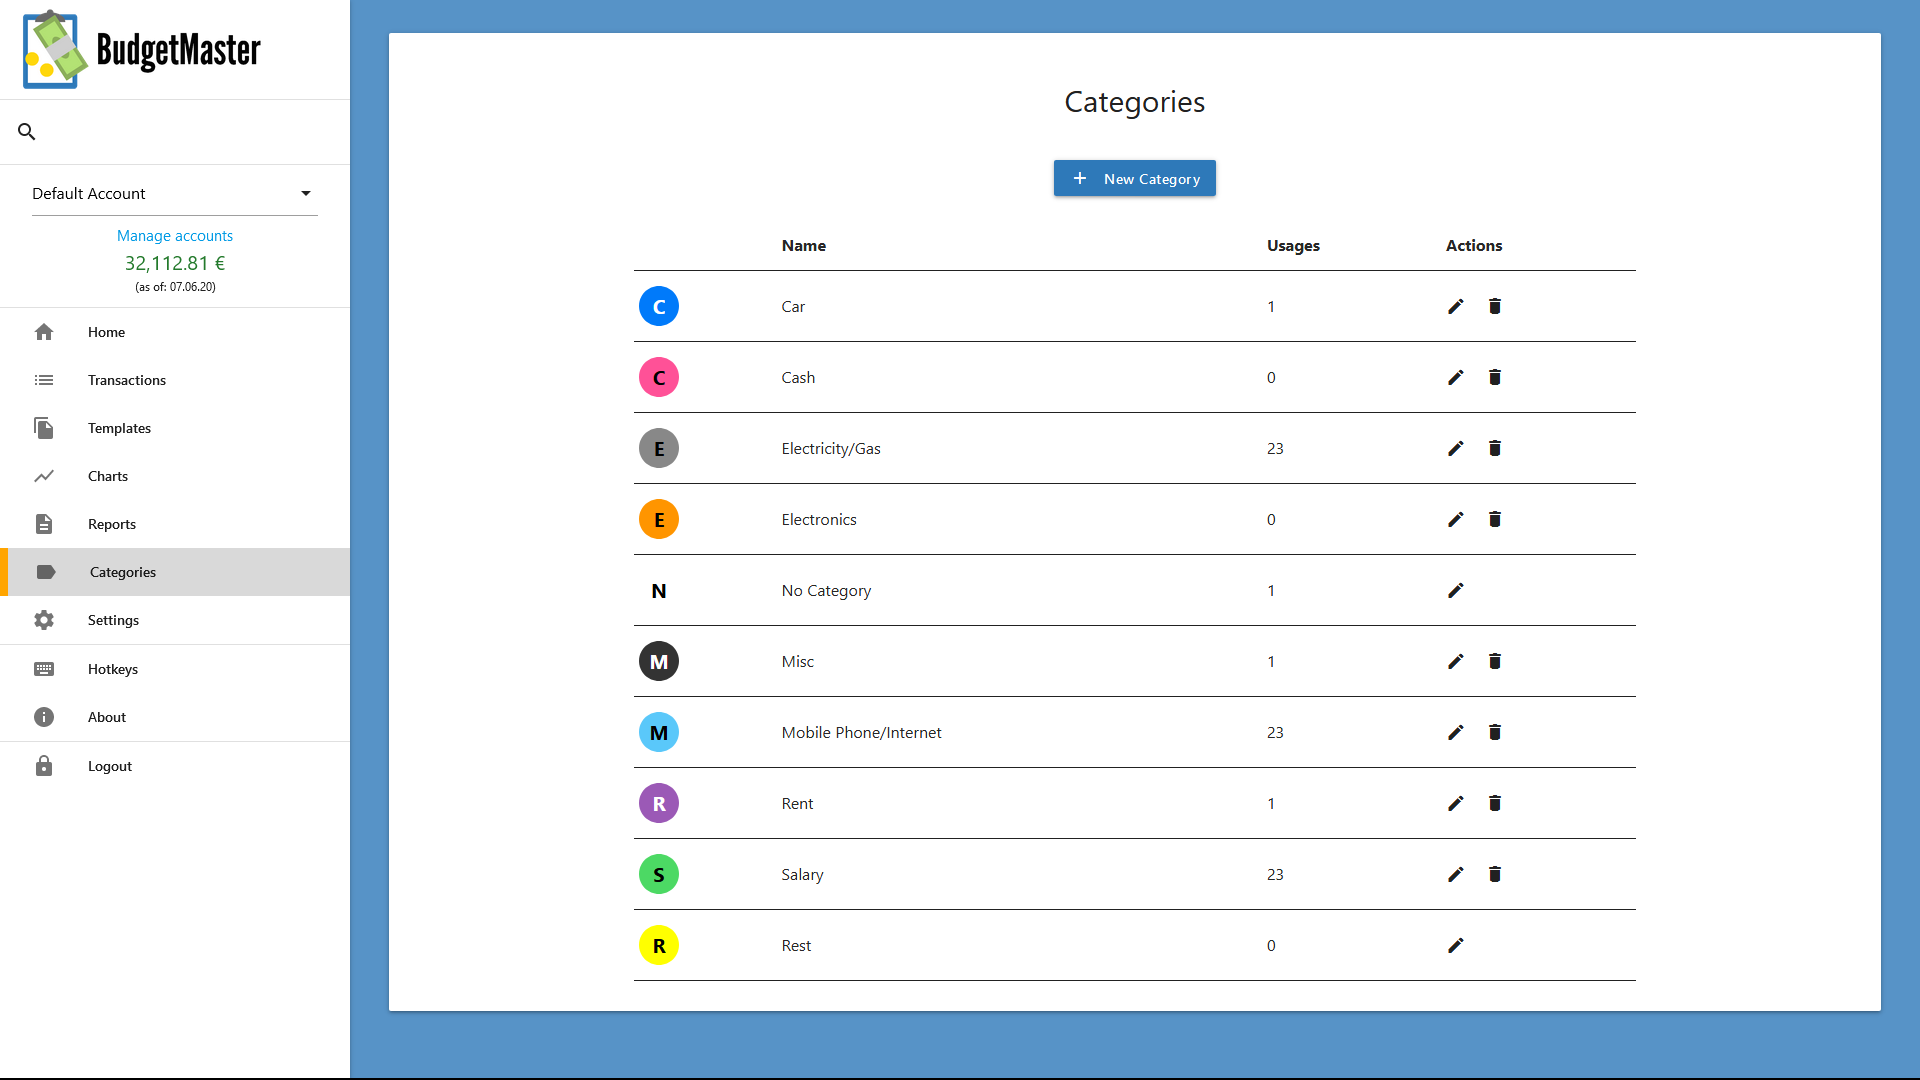 BudgetMaster
Default Account
Manage accounts
32,112.81 €
(as of: 07.06.20)
Home
Transactions
Templates
Charts
Reports
Categories
Settings
Hotkeys
About
Logout
Categories
New Category
Name Usages Actions
C Car 1
C Cash 0
E Electricity/Gas 23
E Electronics 0
N No Category 1
M Misc 1
M Mobile Phone/Internet 23
R Rent 1
S Salary 23
R Rest 0